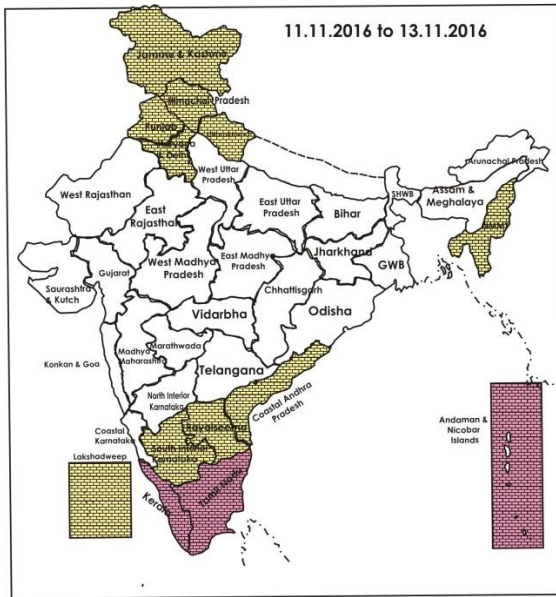 11.11.2016 to 13.11.2016
Jammu & Kashmir
Himachal Pradesh
Punjab
Haryana
& Delhi
West Uttar
Pradesh
Arunachal Pradesh
West Rajasthan
East
Rajasthan
East Uttar
Pradesh
Bihar
SHWB
Assam &
Meghalaya
West Madhya
Pradesh
East Madhya
Pradesh
Jharkhand
GWB
Gujarat
Chhattisgarh
Saurashtra
& Kutch
Vidarbha
Odisha
Konkan & Goa
Madhya
Maharashtra
Marathwada
Telangana
North Interior
Karnataka
Coastal Andhra
Pradesh
Coastal
Karnataka
Rayalseema
South Interior
Karnataka
Andaman &
Nicobar
Islands
Lakshadweep
Kerala
Tamil Nadu